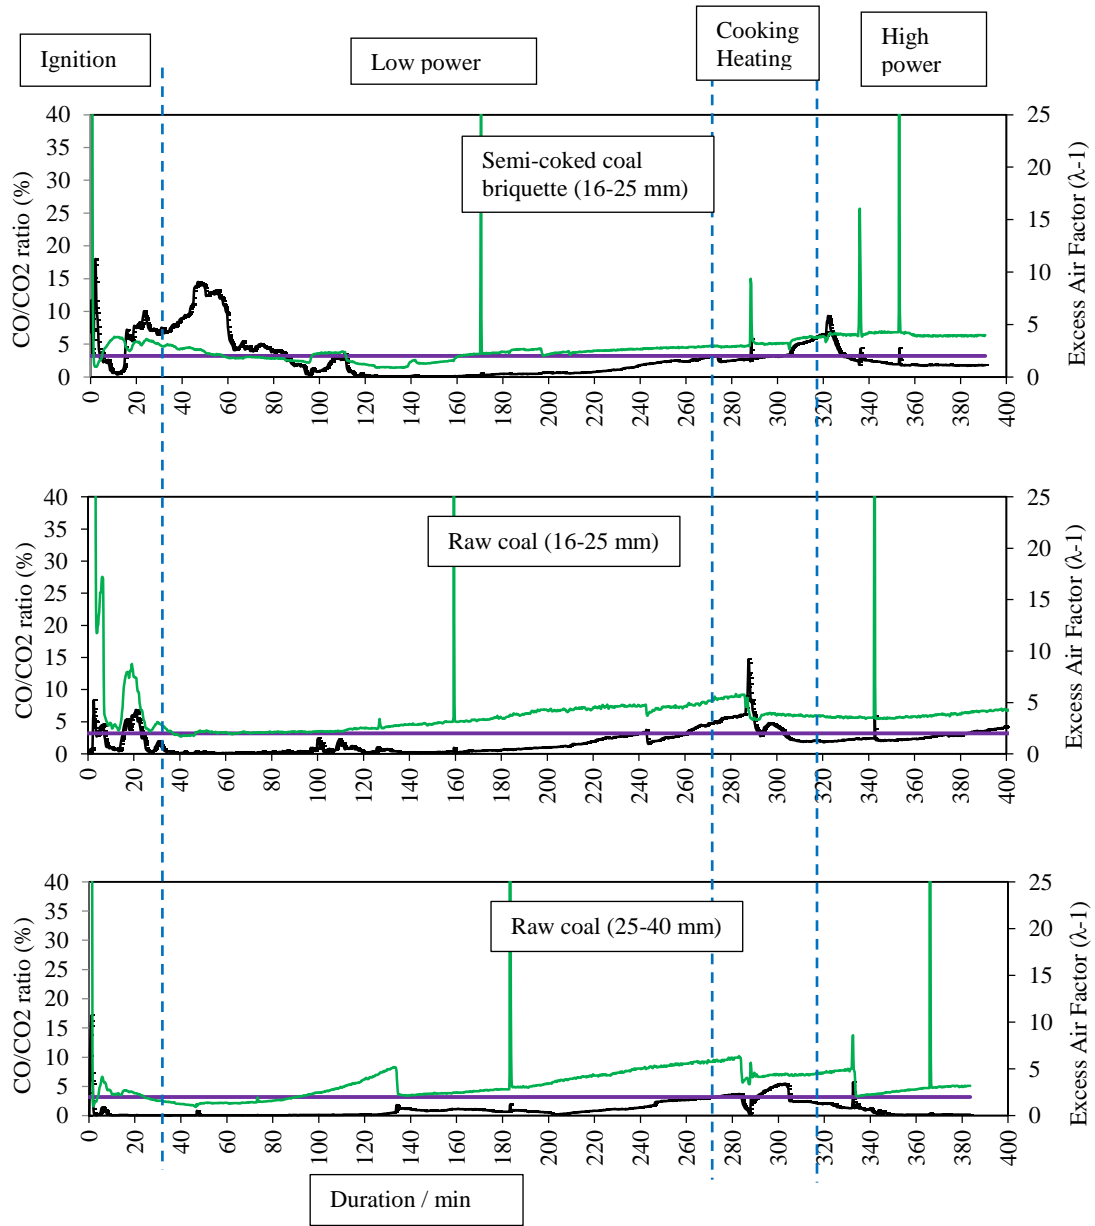 Ignition
Low power
Cooking
Heating
High
power
CO/CO2 ratio (%)
40
35
30
25
20
15
10
5
0
Semi-coked coal
briquette (16-25 mm)
25
20
15
10
5
0
Excess Air Factor (λ-1)
0 20 40 60 80 100 120 140 160 180 200 220 240 260 280 300 320 340 360 380 400
CO/CO2 ratio (%)
40
35
30
25
20
15
10
5
0
Raw coal (16-25 mm)
25
20
15
10
5
0
Excess Air Factor (λ-1)
0 20 40 60 80 100 120 140 160 180 200 220 240 260 280 300 320 340 360 380 400
CO/CO2 ratio (%)
40
35
30
25
20
15
10
5
0
Raw coal (25-40 mm)
25
20
15
10
5
0
Excess Air Factor (λ-1)
0 20 40 60 80 100 120 140 160 180 200 220 240 260 280 300 320 340 360 380 400
Duration / min